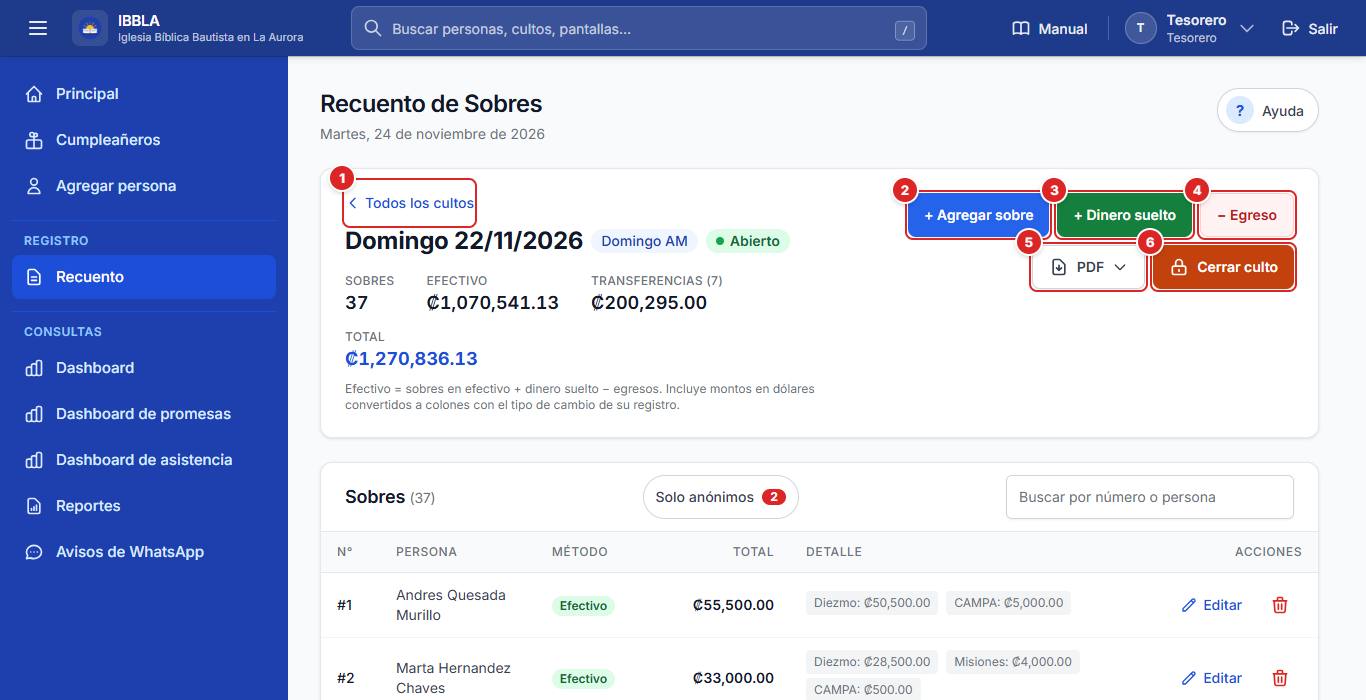 IBBLA
Iglesia Bíblica Bautista en La Aurora
Buscar personas, cultos, pantallas...
/
Manual
T
Tesorero
Tesorero
Salir
Principal
Cumpleañeros
Agregar persona
REGISTRO
Recuento
CONSULTAS
Dashboard
Dashboard de promesas
Dashboard de asistencia
Reportes
Avisos de WhatsApp
Recuento de Sobres
Martes, 24 de noviembre de 2026
? Ayuda
1
Todos los cultos
2
+ Agregar sobre
3
+ Dinero suelto
4
− Egreso
5
PDF
6
Cerrar culto
Domingo 22/11/2026 Domingo AM Abierto
SOBRES EFECTIVO TRANSFERENCIAS (7)
37 ₡1,070,541.13 ₡200,295.00
TOTAL
₡1,270,836.13
Efectivo = sobres en efectivo + dinero suelto − egresos. Incluye montos en dólares
convertidos a colones con el tipo de cambio de su registro.
Sobres (37) Solo anónimos 2 Buscar por número o persona
N° PERSONA MÉTODO TOTAL DETALLE ACCIONES
#1 Andres Quesada Murillo Efectivo ₡55,500.00 Diezmo: ₡50,500.00 CAMPA: ₡5,000.00 Editar
#2 Marta Hernandez Chaves Efectivo ₡33,000.00 Diezmo: ₡28,500.00 Misiones: ₡4,000.00 CAMPA: ₡500.00 Editar